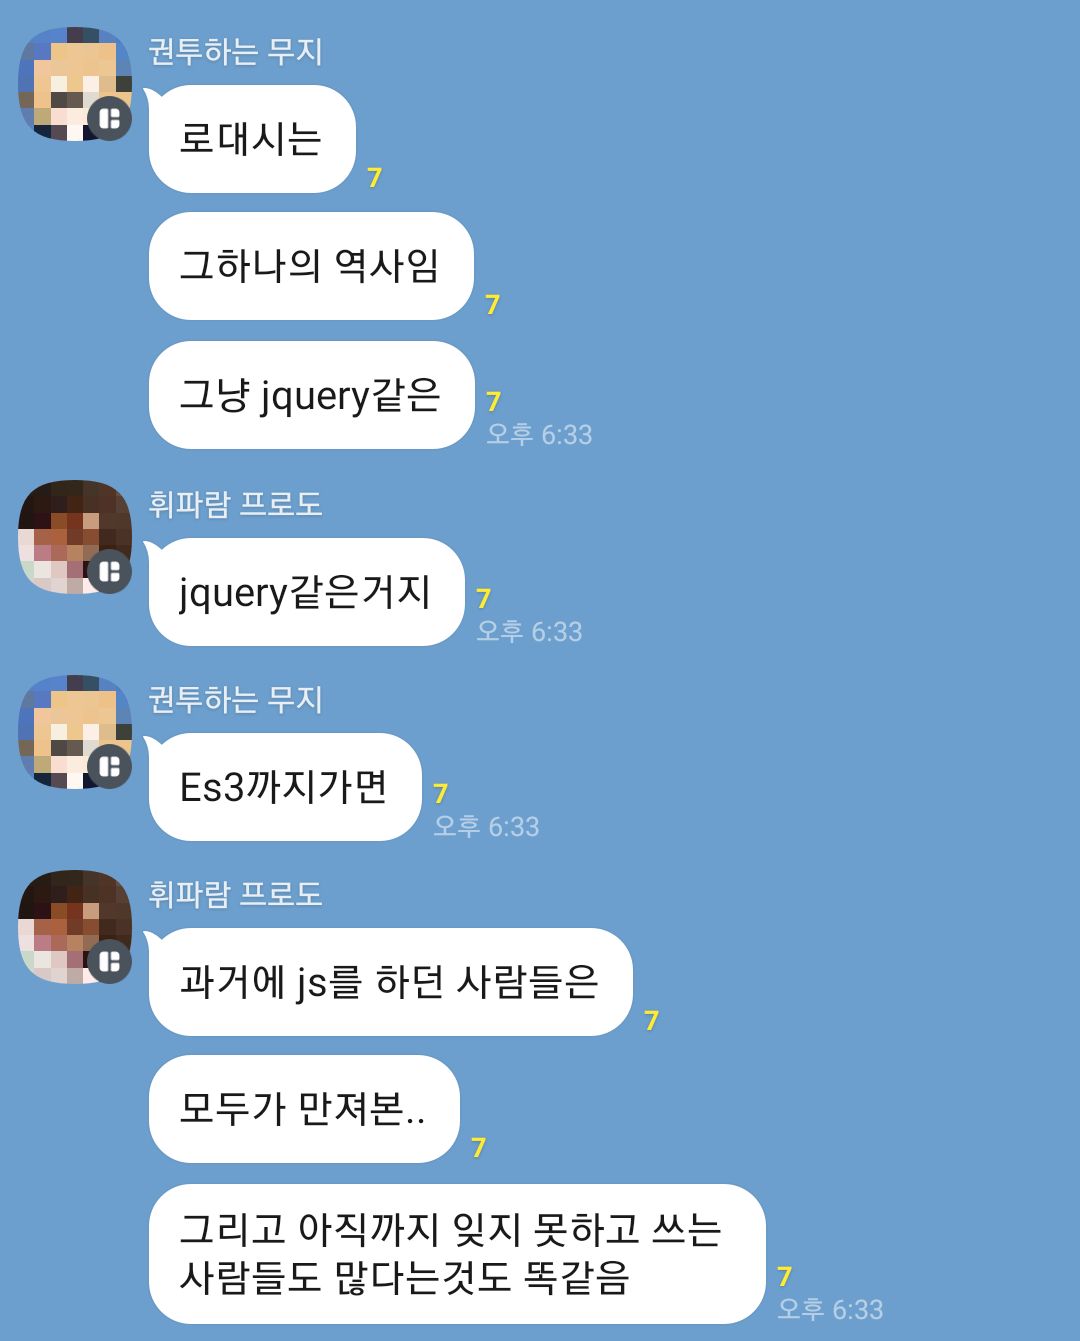 권투하는 무지
로대시는
7
그하나의 역사임
7
그냥 jquery같은
7
오후 6:33
휘파람 프로도
jquery같은거지
7
오후 6:33
권투하는 무지
Es3까지가면
7
오후 6:33
휘파람 프로도
과거에 js를 하던 사람들은
7
모두가 만져본..
7
그리고 아직까지 잊지 못하고 쓰는
사람들도 많다는것도 똑같음
7
오후 6:33